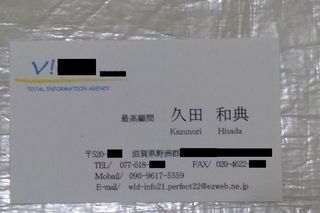 V!
TOTAL INFORMATION AGENCY
最高顧問 久田 和典
Kazunori Hisada
〒520- 滋賀県野洲郡
TEL/ 077-518- FAX/ 020-4622-
Mobail/ 090-9617-5559
E-mail/ wld-info21.perfect22@ezweb.ne.jp